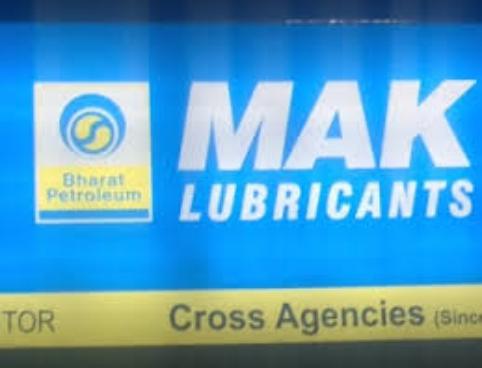 MAK
LUBRICANTS
Bharat
Petroleum
TOR Cross Agencies (Since